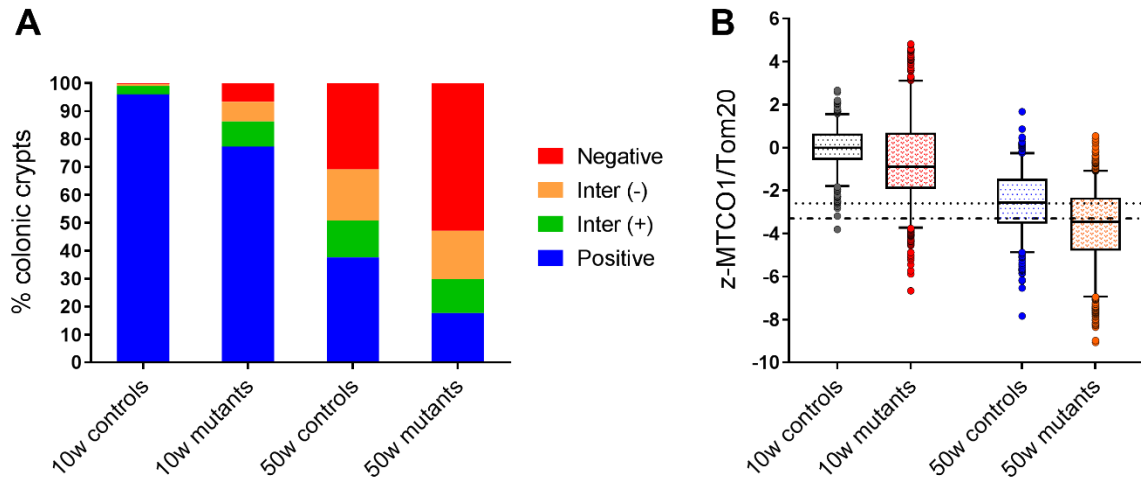 A
% colonic crypts
100
90
80
70
60
50
40
30
20
10
0
10w controls
10w mutants
50w controls
50w mutants
Negative
Inter (-)
Inter (+)
Positive
B
z-MTCO1/Tom20
6
4
2
0
-2
-4
-6
-8
-10
10w controls
10w mutants
50w controls
50w mutants